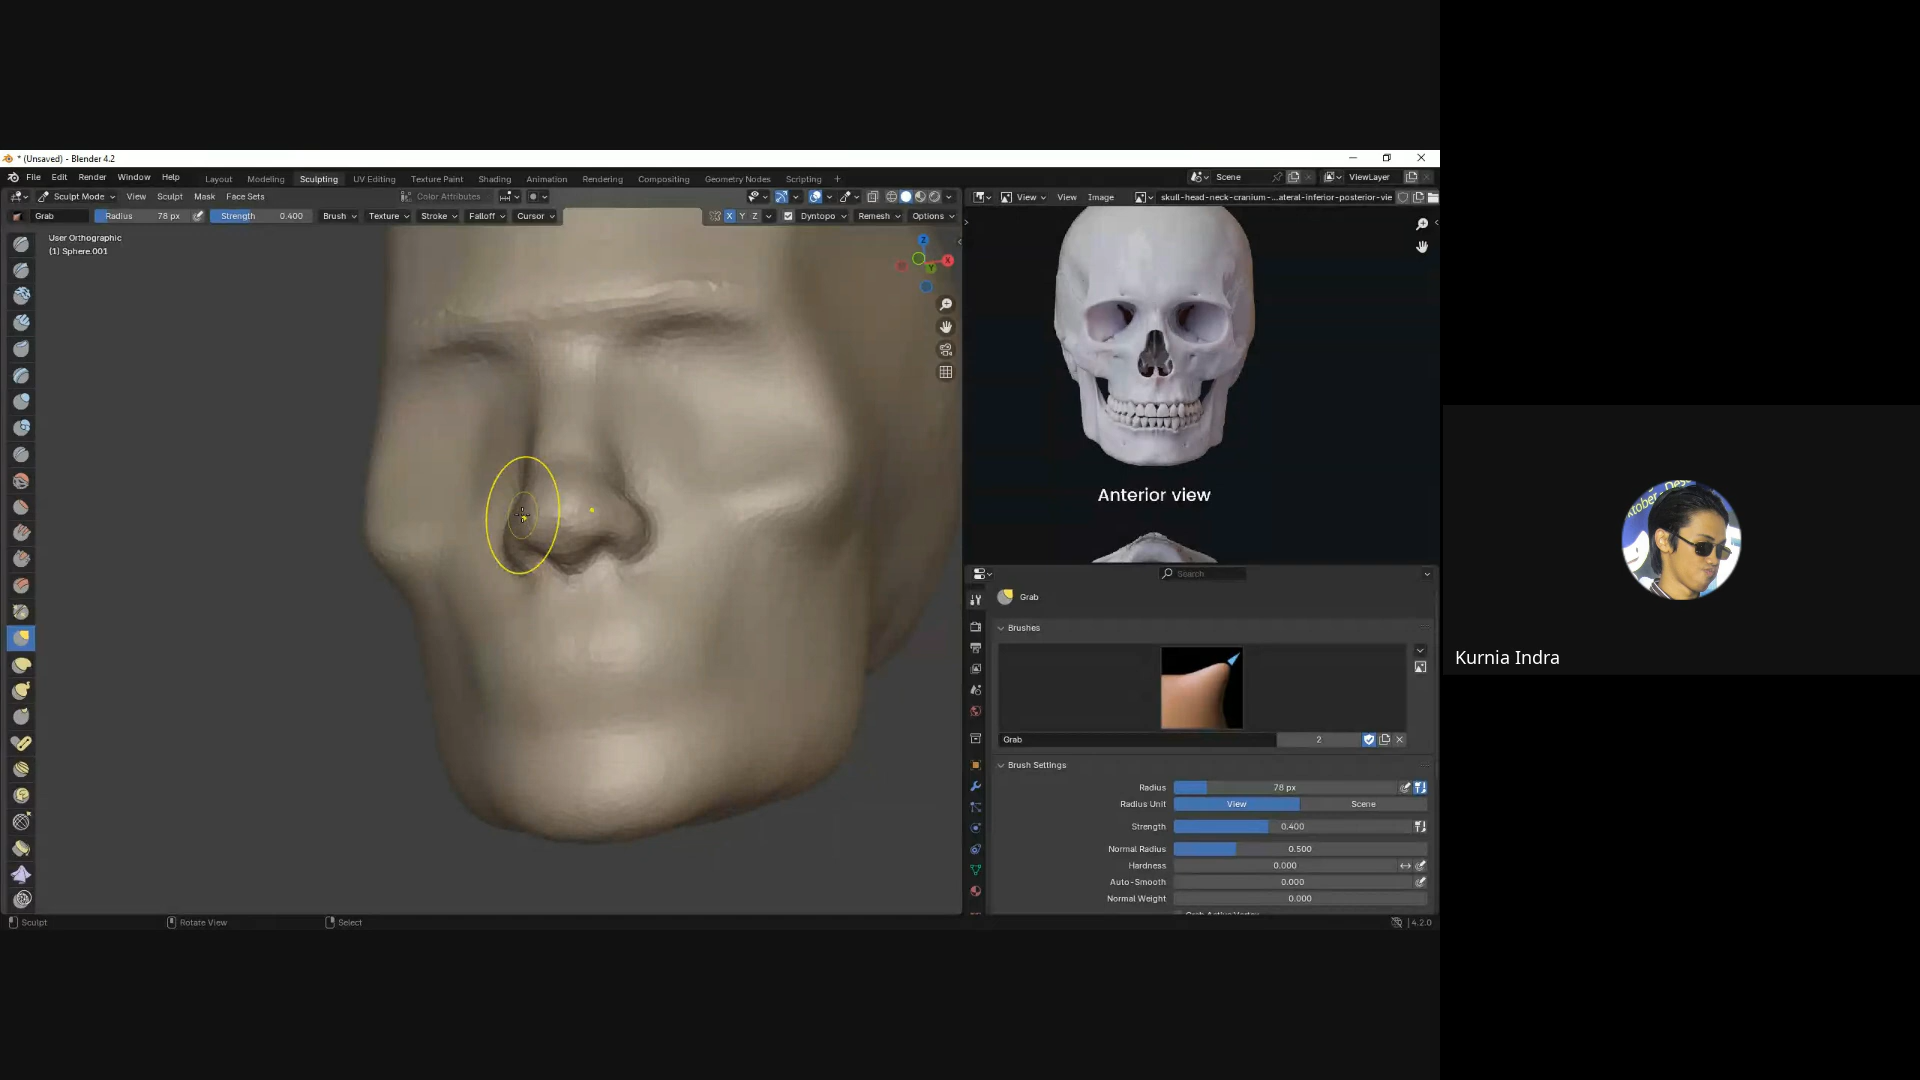 * (Unsaved) - Blender 4.2
File Edit Render Window Help Layout Modeling Sculpting UV Editing Texture Paint Shading Animation Rendering Compositing Geometry Nodes Scripting + Scene ViewLayer
Sculpt Mode View Sculpt Mask Face Sets Color Attributes View View Image skull-head-neck-cranium-...ateral-inferior-posterior-vie
Grab Radius 78 px Strength 0.400 Brush Texture Stroke Falloff Cursor X Y Z Dyntopo Remesh Options
User Orthographic
(1) Sphere.001
Z
X
Y
Anterior view
Search
Grab
Brushes
Grab 2
Brush Settings
Radius 78 px
Radius Unit View Scene
Strength 0.400
Normal Radius 0.500
Hardness 0.000
Auto-Smooth 0.000
Normal Weight 0.000
Sculpt Rotate View Select 4.2.0
Kurnia Indra